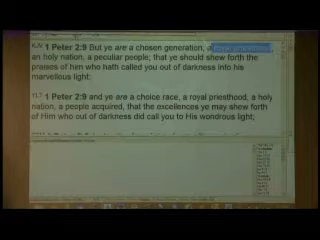 KJV 1 Peter 2:9 But ye are a chosen generation, a royal priesthood,
an holy nation, a peculiar people; that ye should shew forth the
praises of him who hath called you out of darkness into his
marvellous light:
YLT 1 Peter 2:9 and ye are a choice race, a royal priesthood, a holy
nation, a people acquired, that the excellences ye may shew forth
of Him who out of darkness did call you to His wondrous light;